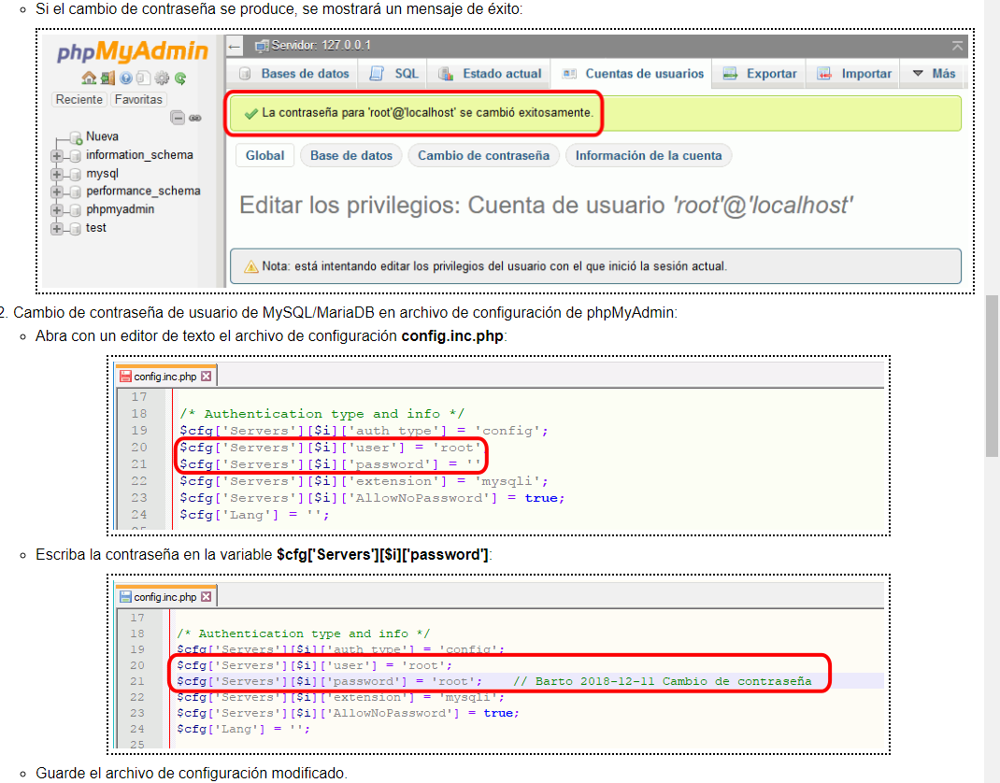 Si el cambio de contraseña se produce, se mostrará un mensaje de éxito:
phpMyAdmin
Reciente Favoritas
Nueva
information_schema
mysql
performance_schema
phpmyadmin
test
Servidor: 127.0.0.1
Bases de datos SQL Estado actual Cuentas de usuarios Exportar Importar Más
La contraseña para 'root'@'localhost' se cambió exitosamente.
Global Base de datos Cambio de contraseña Información de la cuenta
Editar los privilegios: Cuenta de usuario 'root'@'localhost'
Nota: está intentando editar los privilegios del usuario con el que inició la sesión actual.
2. Cambio de contraseña de usuario de MySQL/MariaDB en archivo de configuración de phpMyAdmin:
Abra con un editor de texto el archivo de configuración config.inc.php:
config.inc.php
17
18 /* Authentication type and info */
19 $cfg['Servers'][$i]['auth_type'] = 'config';
20 $cfg['Servers'][$i]['user'] = 'root'
21 $cfg['Servers'][$i]['password'] = ''
22 $cfg['Servers'][$i]['extension'] = 'mysqli';
23 $cfg['Servers'][$i]['AllowNoPassword'] = true;
24 $cfg['Lang'] = '';
25
Escriba la contraseña en la variable $cfg['Servers'][$i]['password']:
config.inc.php
17
18 /* Authentication type and info */
19 $cfg['Servers'][$i]['auth_type'] = 'config';
20 $cfg['Servers'][$i]['user'] = 'root';
21 $cfg['Servers'][$i]['password'] = 'root'; // Barto 2018-12-11 Cambio de contraseña
22 $cfg['Servers'][$i]['extension'] = 'mysqli';
23 $cfg['Servers'][$i]['AllowNoPassword'] = true;
24 $cfg['Lang'] = '';
25
Guarde el archivo de configuración modificado.